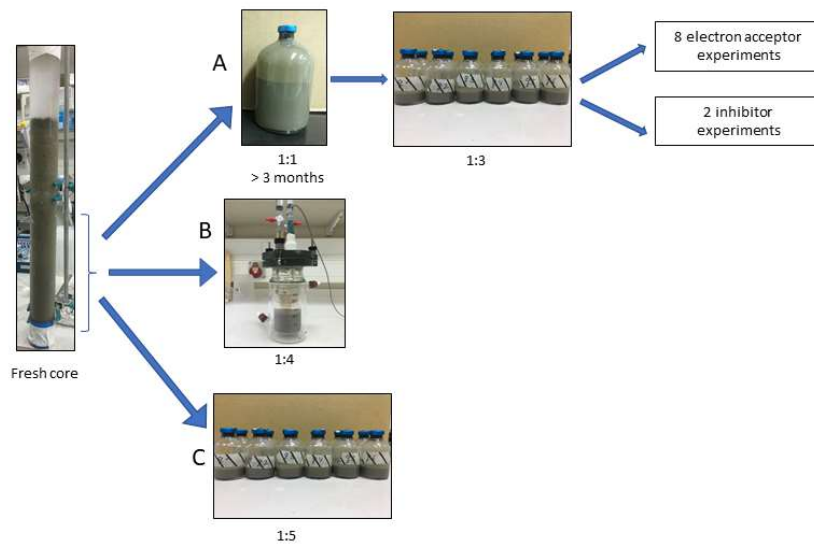 A
8 electron acceptor
experiments
2 inhibitor
experiments
1:1
> 3 months
1:3
B
1:4
Fresh core
C
1:5